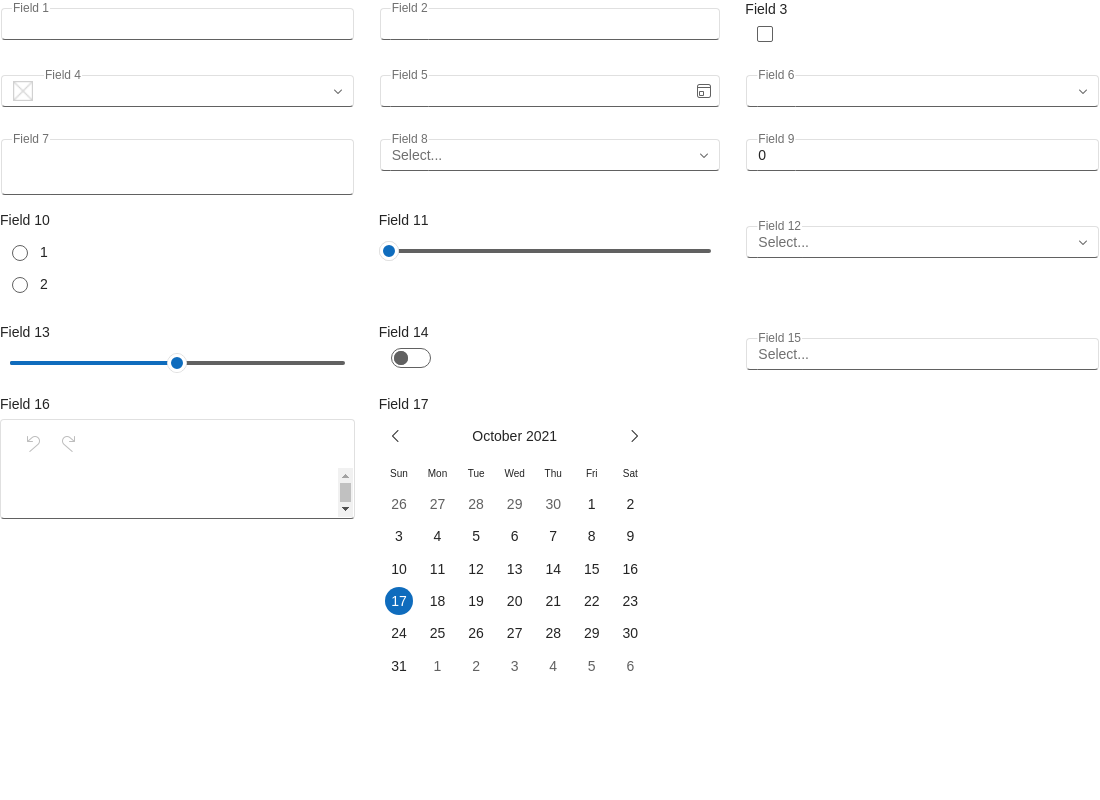 Field 1
Field 2
Field 3
Field 4
Field 5
Field 6
Field 7
Field 8
Select...
Field 9
0
Field 10
1
2
Field 11
Field 12
Select...
Field 13
Field 14
Field 15
Select...
Field 16
Field 17
October 2021
Sun Mon Tue Wed Thu Fri Sat
26 27 28 29 30 1 2
3 4 5 6 7 8 9
10 11 12 13 14 15 16
17 18 19 20 21 22 23
24 25 26 27 28 29 30
31 1 2 3 4 5 6